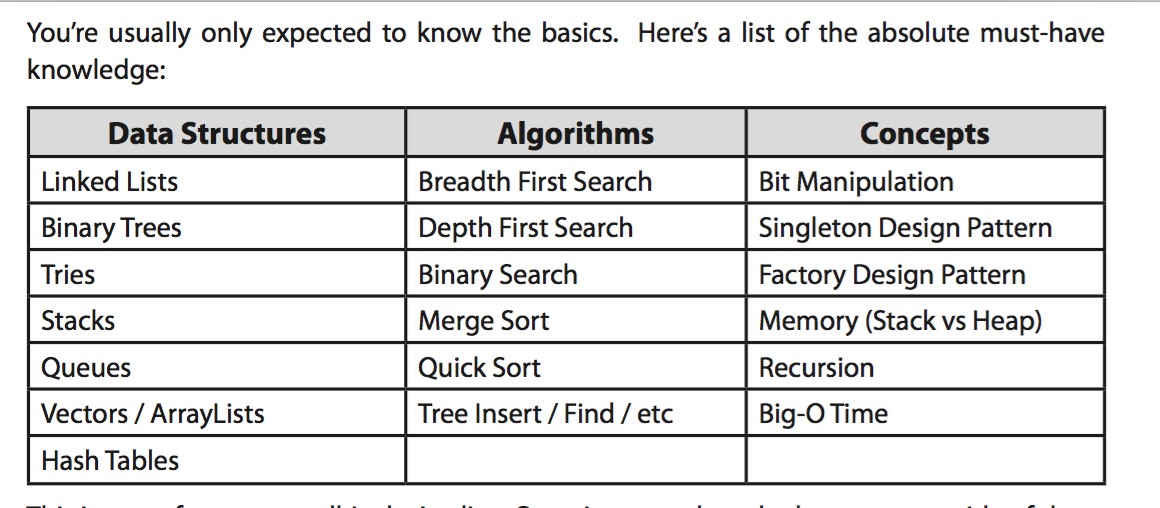 You’re usually only expected to know the basics. Here’s a list of the absolute must-have
knowledge:
Data Structures Algorithms Concepts
Linked Lists Breadth First Search Bit Manipulation
Binary Trees Depth First Search Singleton Design Pattern
Tries Binary Search Factory Design Pattern
Stacks Merge Sort Memory (Stack vs Heap)
Queues Quick Sort Recursion
Vectors / ArrayLists Tree Insert / Find / etc Big-O Time
Hash Tables